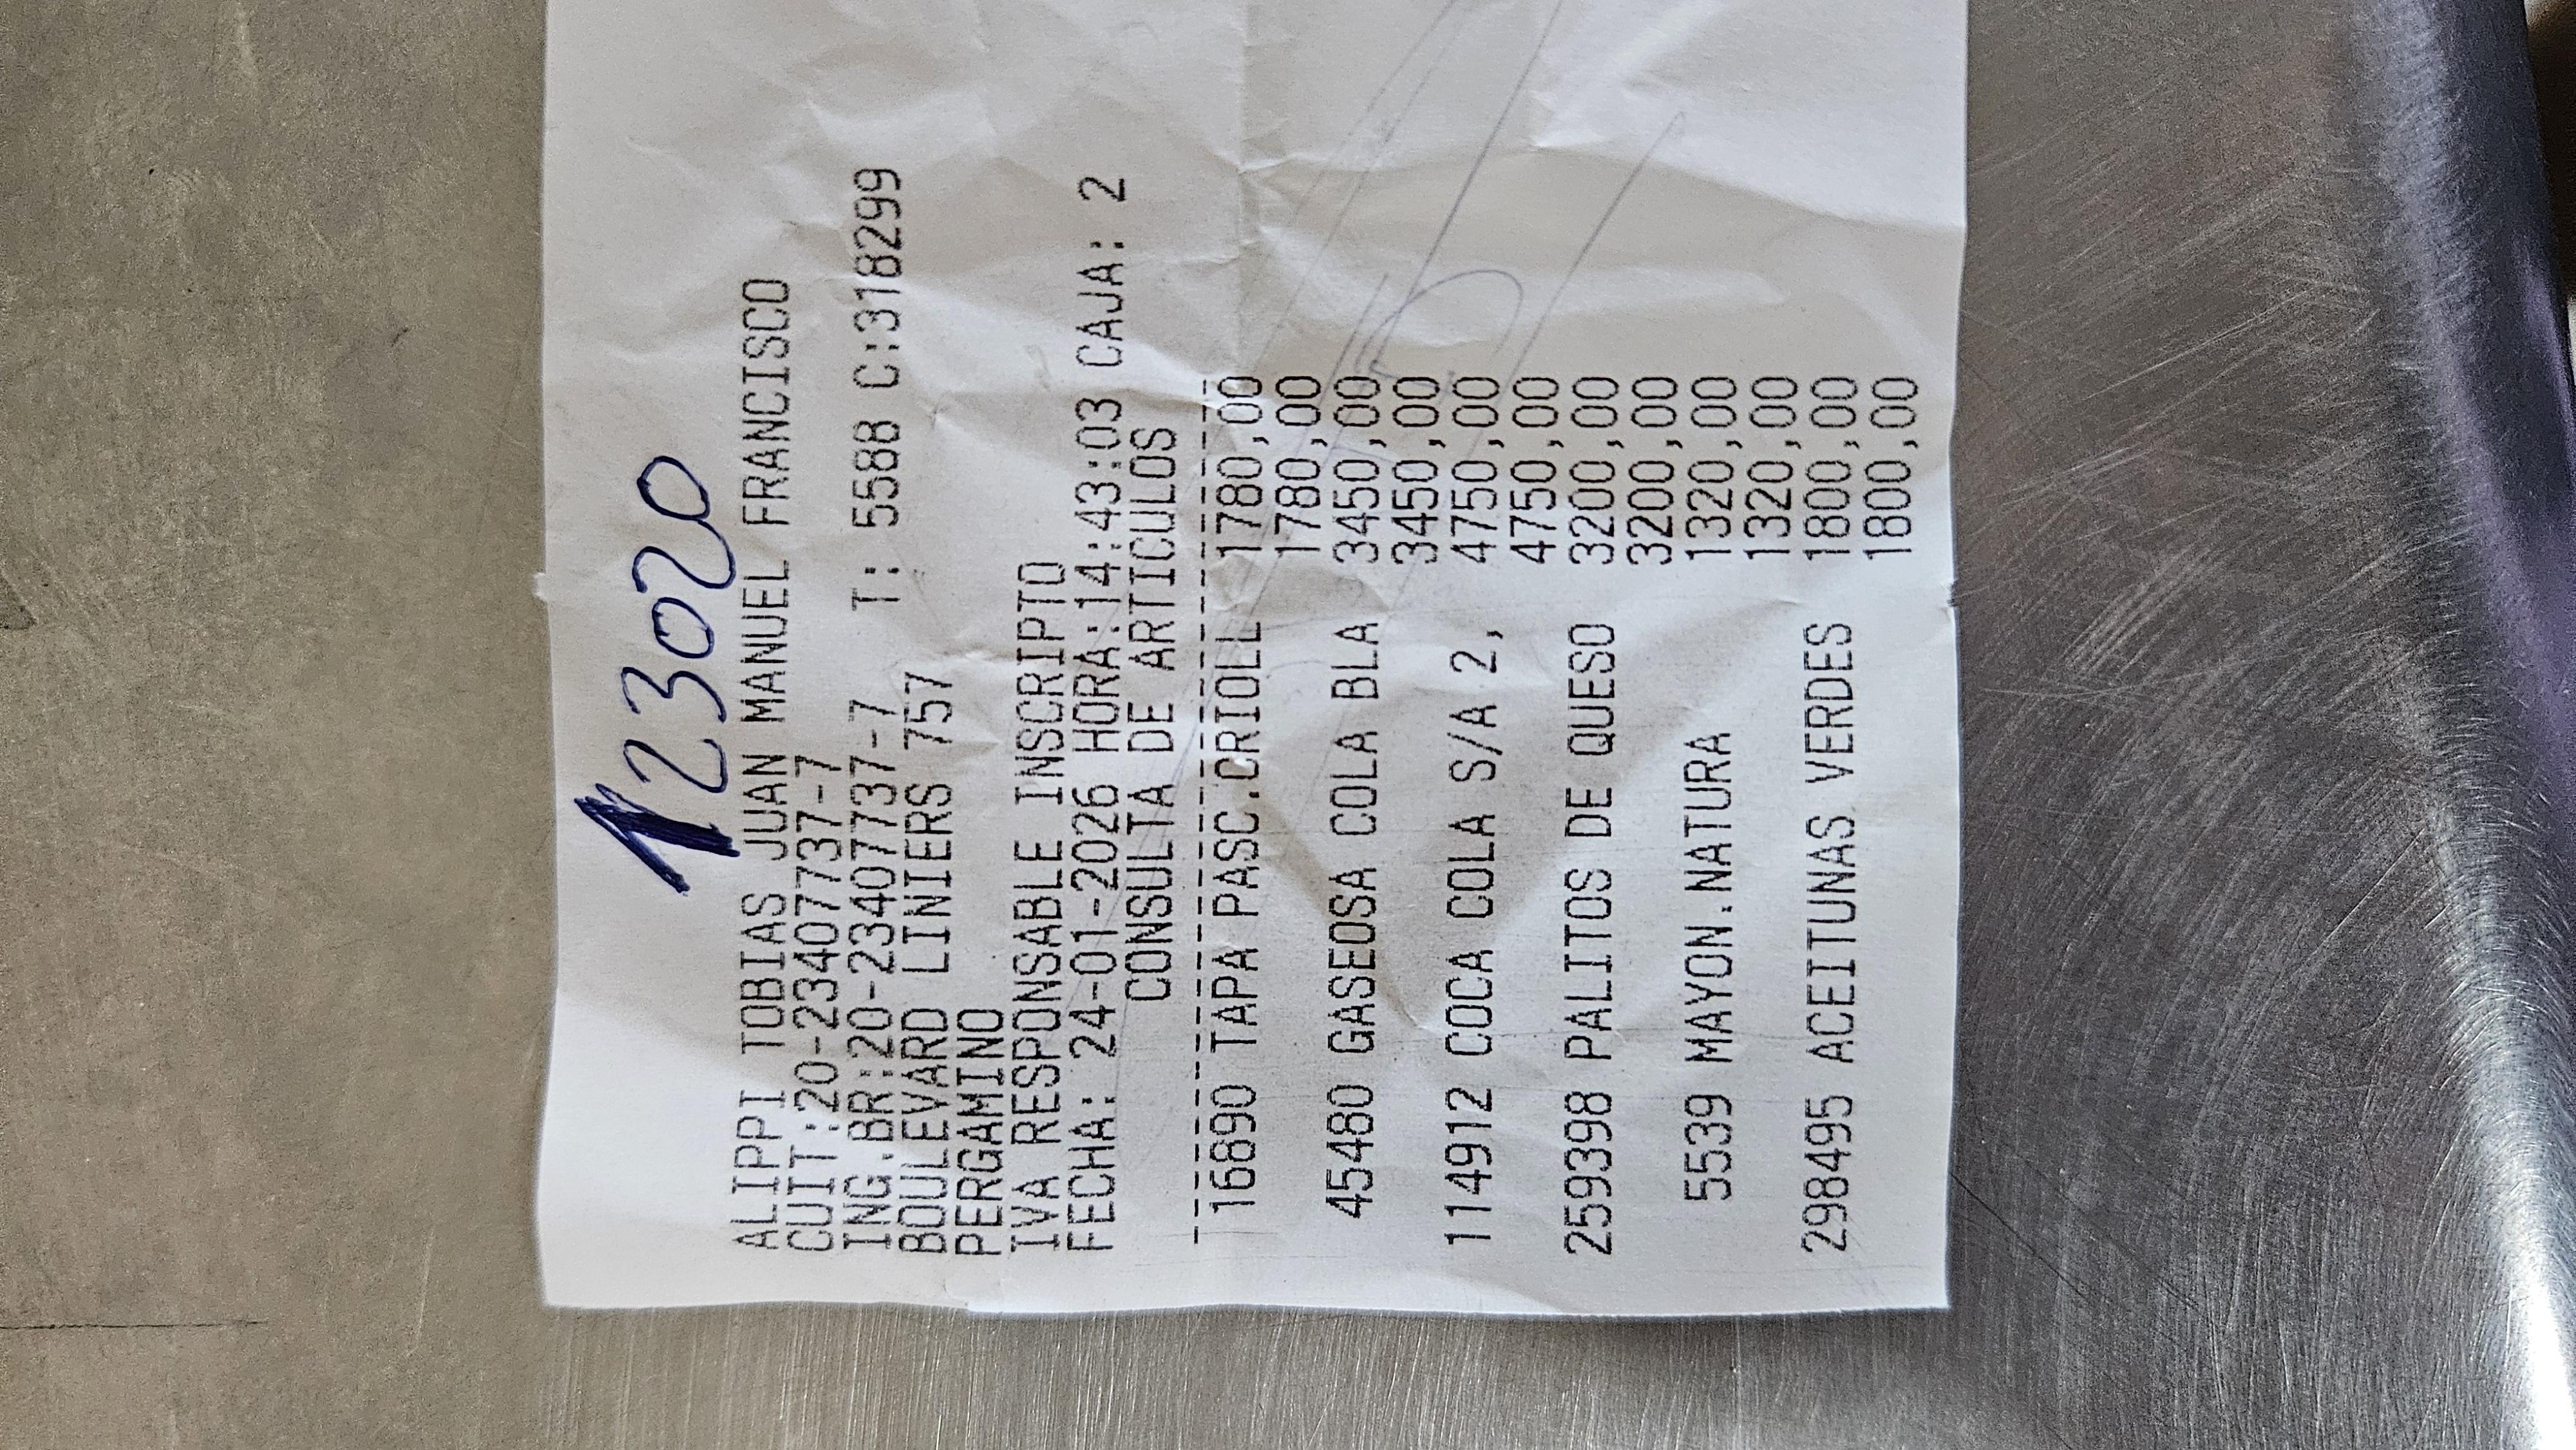 123020
ALIPPI TOBIAS JUAN MANUEL FRANCISCO
CUIT:20-23407737-7
ING.BR:20-23407737-7 T: 5588 C:318299
BOULEVARD LINIERS 757
PERGAMINO
IVA RESPONSABLE INSCRIPTO
FECHA: 24-01-2026 HORA:14:43:03 CAJA: 2
CONSULTA DE ARTICULOS
16890 TAPA PASC.CRIOLL 1780,00
1780,00
45480 GASEOSA COLA BLA 3450,00
3450,00
114912 COCA COLA S/A 2, 4750,00
4750,00
259398 PALITOS DE QUESO 3200,00
3200,00
5539 MAYON.NATURA 1320,00
1320,00
298495 ACEITUNAS VERDES 1800,00
1800,00